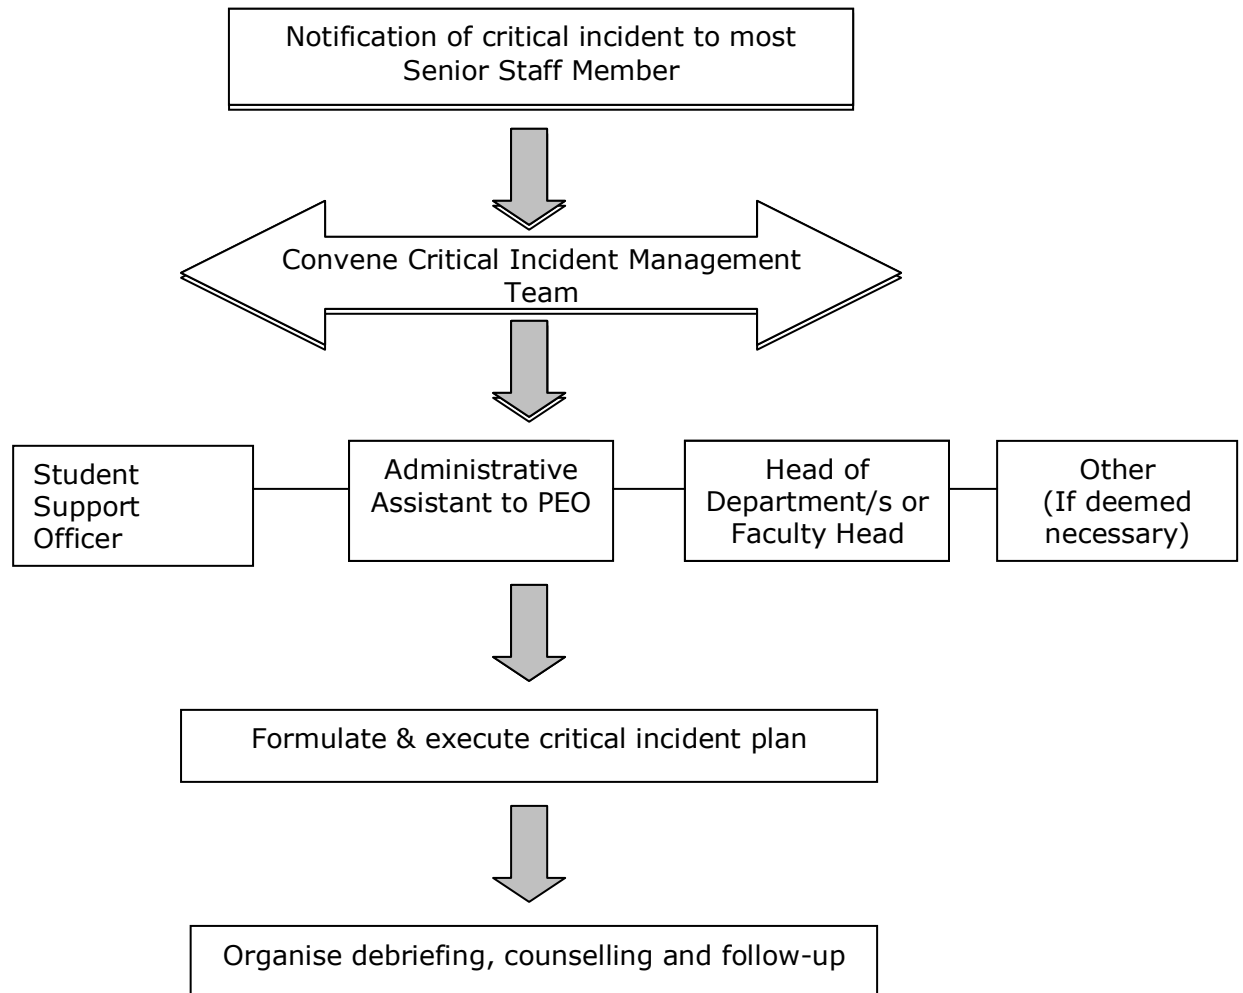 Notification of critical incident to most
Senior Staff Member
Convene Critical Incident Management
Team
Student
Support
Officer
Administrative
Assistant to PEO
Head of
Department/s or
Faculty Head
Other
(If deemed
necessary)
Formulate & execute critical incident plan
Organise debriefing, counselling and follow-up